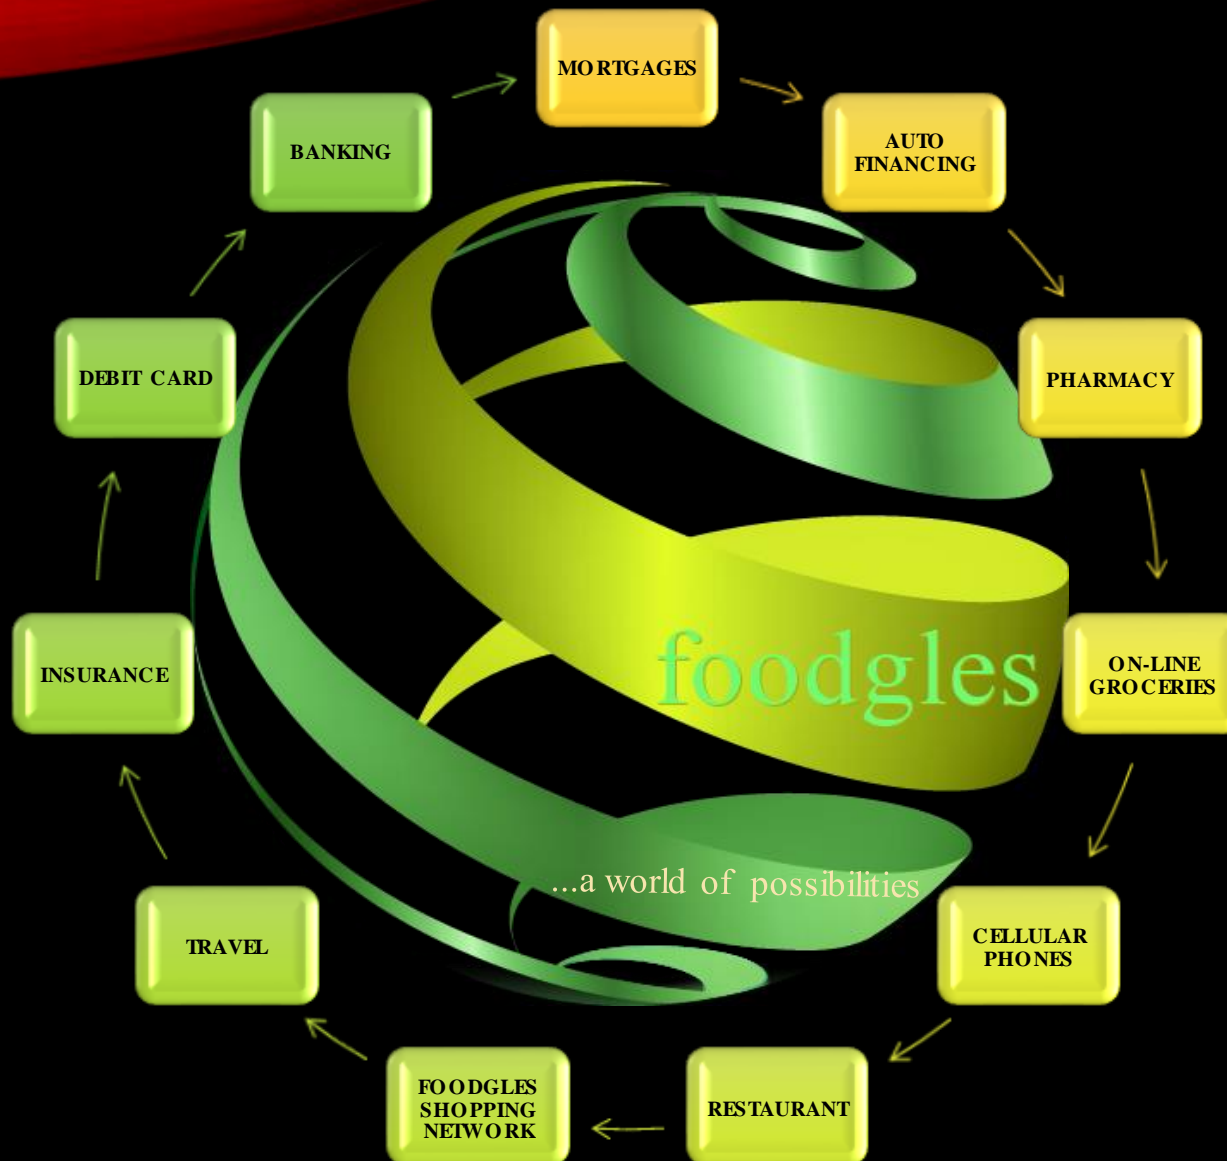 MORTGAGES
BANKING
AUTO
FINANCING
DEBIT CARD
PHARMACY
foodgles
INSURANCE
ON-LINE
GROCERIES
...a world of possibilities
TRAVEL
CELLULAR
PHONES
FOODGLES
SHOPPING
NETWORK
RESTAURANT